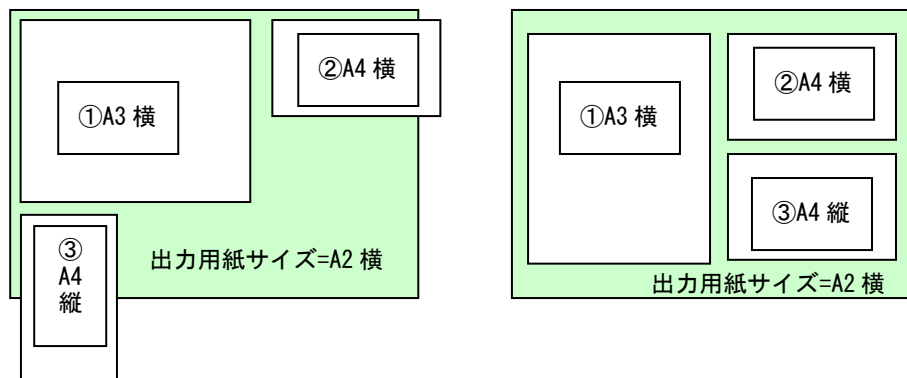 ①A3 横
②A4 横
③
A4
縦
出力用紙サイズ=A2 横
①A3 横
②A4 横
③A4 縦
出力用紙サイズ=A2 横